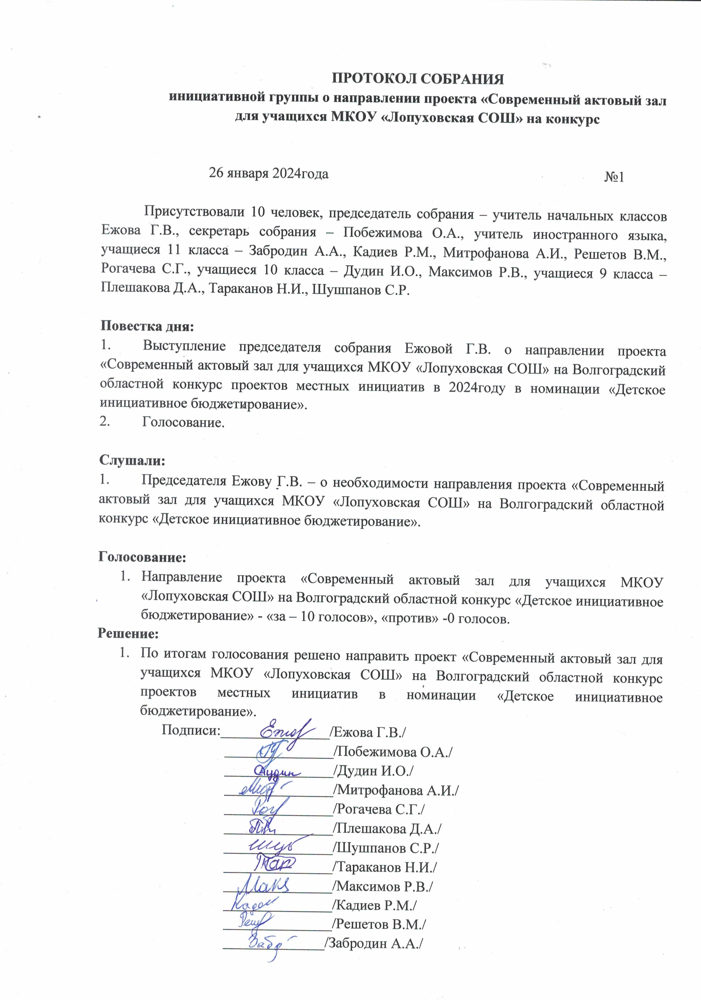 ПРОТОКОЛ СОБРАНИЯ
инициативной группы о направлении проекта «Современный актовый зал
для учащихся МКОУ «Лопуховская СОШ» на конкурс
26 января 2024года №1
Присутствовали 10 человек, председатель собрания – учитель начальных классов
Ежова Г.В., секретарь собрания – Побежимова О.А., учитель иностранного языка,
учащиеся 11 класса – Забродин А.А., Кадиев Р.М., Митрофанова А.И., Решетов В.М.,
Рогачева С.Г., учащиеся 10 класса – Дудин И.О., Максимов Р.В., учащиеся 9 класса –
Плешакова Д.А., Тараканов Н.И., Шушпанов С.Р.
Повестка дня:
1. Выступление председателя собрания Ежовой Г.В. о направлении проекта
«Современный актовый зал для учащихся МКОУ «Лопуховская СОШ» на Волгоградский
областной конкурс проектов местных инициатив в 2024году в номинации «Детское
инициативное бюджетирование».
2. Голосование.
Слушали:
1. Председателя Ежову Г.В. – о необходимости направления проекта «Современный
актовый зал для учащихся МКОУ «Лопуховская СОШ» на Волгоградский областной
конкурс «Детское инициативное бюджетирование».
Голосование:
1. Направление проекта «Современный актовый зал для учащихся МКОУ
«Лопуховская СОШ» на Волгоградский областной конкурс «Детское инициативное
бюджетирование» - «за – 10 голосов», «против» -0 голосов.
Решение:
1. По итогам голосования решено направить проект «Современный актовый зал для
учащихся МКОУ «Лопуховская СОШ» на Волгоградский областной конкурс
проектов местных инициатив в номинации «Детское инициативное
бюджетирование».
Подписи: /Ежова Г.В./
/Побежимова О.А./
Дудин /Дудин И.О./
/Митрофанова А.И./
/Рогачева С.Г./
/Плешакова Д.А./
/Шушпанов С.Р./
/Тараканов Н.И./
/Максимов Р.В./
/Кадиев Р.М./
/Решетов В.М./
/Забродин А.А./